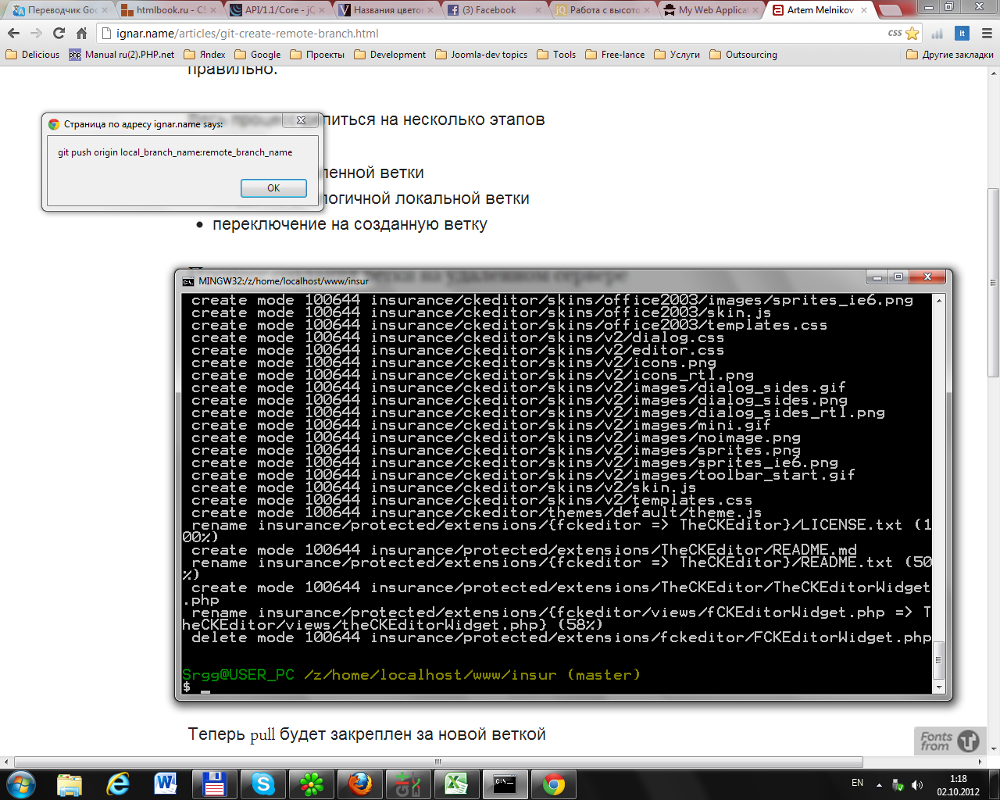 Переводчик Goo
htmlbook.ru - CS
API/1.1/Core - jQ
Названия цвето
(3) Facebook
Работа с высото
My Web Applicat
Artem Melnikov
ignar.name/articles/git-create-remote-branch.html
css
lt
Delicious
php
Manual ru(2).PHP.net
Яndex
Google
Проекты
Development
Joomla-dev topics
Tools
Free-lance
Услуги
Outsourcing
Другие закладки
правильно.
литься на несколько этапов
Страница по адресу ignar.name says:
git push origin local_branch_name:remote_branch_name
OK
ленной ветки
логичной локальной ветки
• переключение на созданную ветку
MINGW32:/z/home/localhost/www/insur
create mode 100644 insurance/ckeditor/skins/office2003/images/sprites_ie6.png
create mode 100644 insurance/ckeditor/skins/office2003/skin.js
create mode 100644 insurance/ckeditor/skins/office2003/templates.css
create mode 100644 insurance/ckeditor/skins/v2/dialog.css
create mode 100644 insurance/ckeditor/skins/v2/editor.css
create mode 100644 insurance/ckeditor/skins/v2/icons.png
create mode 100644 insurance/ckeditor/skins/v2/icons_rtl.png
create mode 100644 insurance/ckeditor/skins/v2/images/dialog_sides.gif
create mode 100644 insurance/ckeditor/skins/v2/images/dialog_sides.png
create mode 100644 insurance/ckeditor/skins/v2/images/dialog_sides_rtl.png
create mode 100644 insurance/ckeditor/skins/v2/images/mini.gif
create mode 100644 insurance/ckeditor/skins/v2/images/noimage.png
create mode 100644 insurance/ckeditor/skins/v2/images/sprites.png
create mode 100644 insurance/ckeditor/skins/v2/images/sprites_ie6.png
create mode 100644 insurance/ckeditor/skins/v2/images/toolbar_start.gif
create mode 100644 insurance/ckeditor/skins/v2/skin.js
create mode 100644 insurance/ckeditor/skins/v2/templates.css
create mode 100644 insurance/ckeditor/themes/default/theme.js
rename insurance/protected/extensions/{fckeditor => TheCKEditor}/LICENSE.txt (1
00%)
create mode 100644 insurance/protected/extensions/TheCKEditor/README.md
rename insurance/protected/extensions/{fckeditor => TheCKEditor}/README.txt (50
%)
create mode 100644 insurance/protected/extensions/TheCKEditor/TheCKEditorWidget
.php
rename insurance/protected/extensions/{fckeditor/views/fCKEditorWidget.php => T
heCKEditor/views/theCKEditorWidget.php} (58%)
delete mode 100644 insurance/protected/extensions/fckeditor/FCKEditorWidget.php
Srgg@USER_PC /z/home/localhost/www/insur (master)
$
Теперь pull будет закреплен за новой веткой
Fonts
from
EN
1:18
02.10.2012